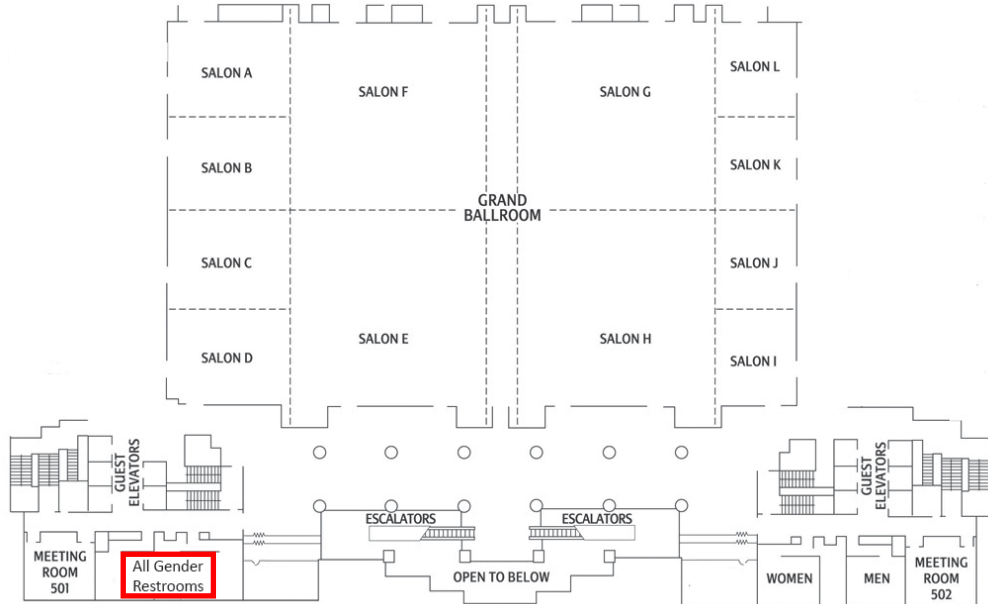 SALON A
SALON F
SALON G
SALON L
SALON B
SALON K
GRAND
BALLROOM
SALON C
SALON J
SALON E
SALON H
SALON D
SALON I
GUEST
ELEVATORS
GUEST
ELEVATORS
ESCALATORS
ESCALATORS
MEETING
ROOM
501
All Gender
Restrooms
OPEN TO BELOW
WOMEN
MEN
MEETING
ROOM
502